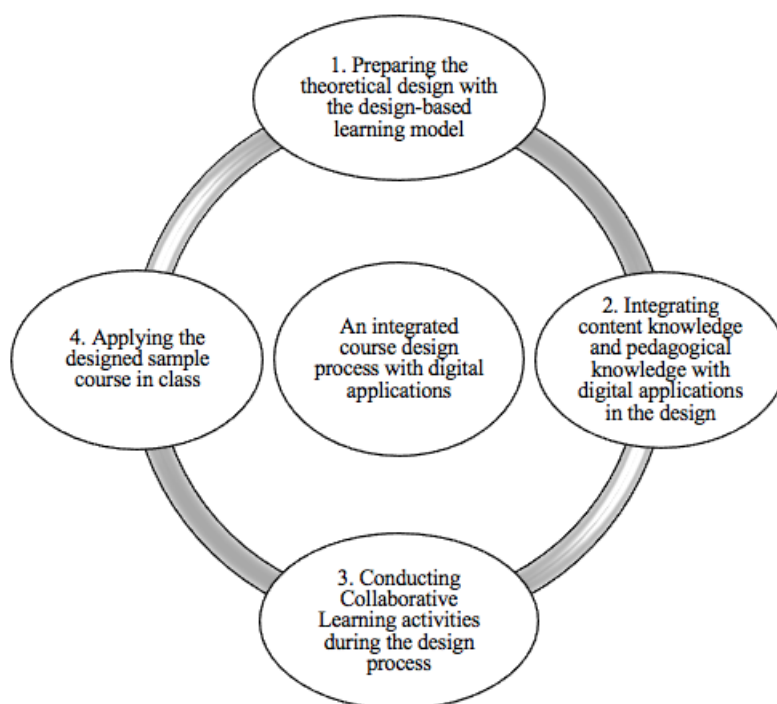 1. Preparing the
theoretical design with
the design-based
learning model
2. Integrating
content knowledge
and pedagogical
knowledge with
digital applications
in the design
3. Conducting
Collaborative
Learning activities
during the design
process
4. Applying the
designed sample
course in class
An integrated
course design
process with digital
applications